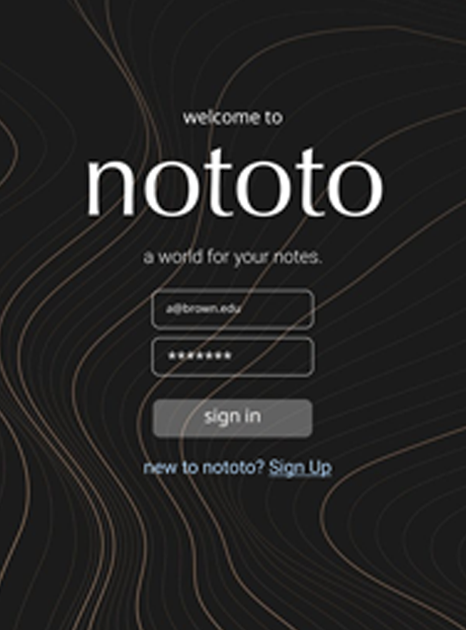 welcome to
nototo
a world for your notes.
a@brown.edu
*******
sign in
new to nototo? Sign Up